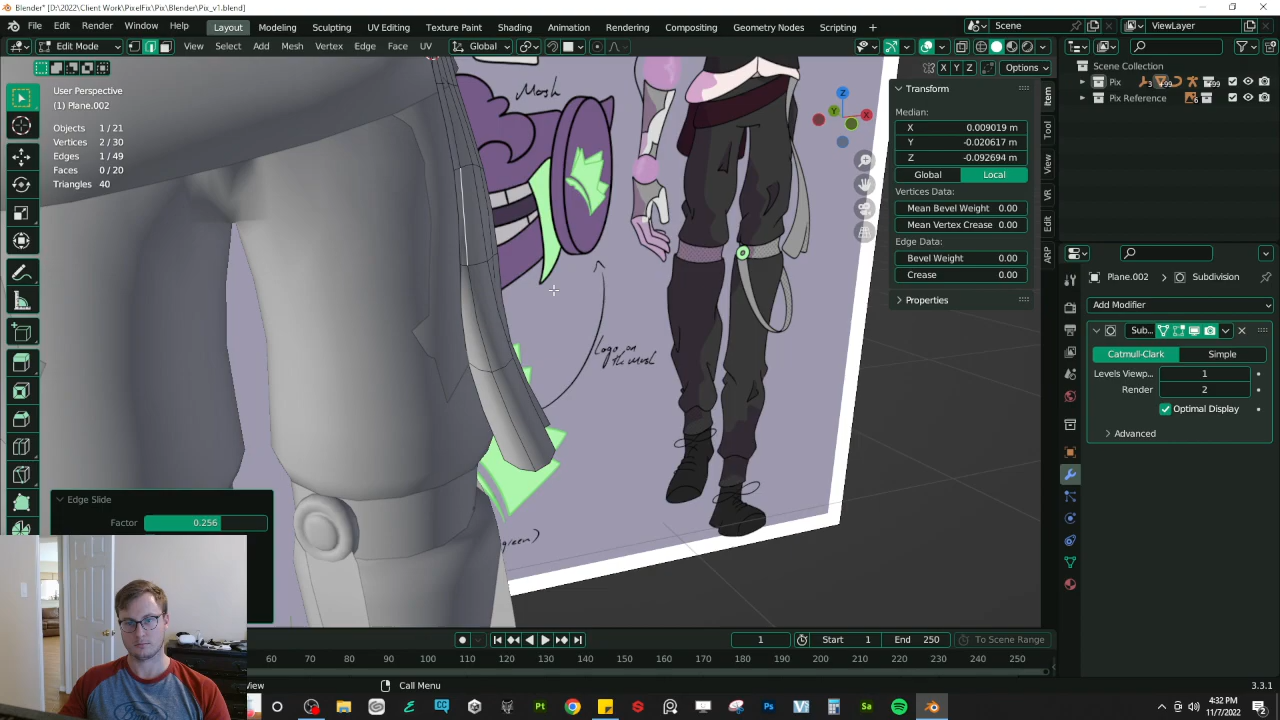 Blender* [D:\2022\Client Work\PixelFix\Pix\Blender\Pix_v1.blend]
File Edit Render Window Help Layout Modeling Sculpting UV Editing Texture Paint Shading Animation Rendering Compositing Geometry Nodes Scripting + Scene ViewLayer
Edit Mode View Select Add Mesh Vertex Edge Face UV Global
X Y Z Options
User Perspective
(1) Plane.002
Objects 1/21
Vertices 2/30
Edges 1/49
Faces 0/20
Triangles 40
Mesh
Logo on
the Mesh
green)
Z
Y
X
Transform
Median:
X 0.009019 m
Y -0.020617 m
Z -0.092694 m
Global Local
Vertices Data:
Mean Bevel Weight 0.00
Mean Vertex Crease 0.00
Edge Data:
Bevel Weight 0.00
Crease 0.00
Properties
Item
Tool
View
VR
Edit
ARP
Scene Collection
Pix
Pix Reference
Plane.002 Subdivision
Add Modifier
Sub..
Catmull-Clark Simple
Levels Viewp... 1
Render 2
Optimal Display
Advanced
Edge Slide
Factor 0.256
1 Start 1 End 250 To Scene Range
60 70 80 90 100 110 120 130 140 150 160 170 180 190 200 210 220 230 240 250
View Call Menu 3.3.1
4:32 PM
11/7/2022